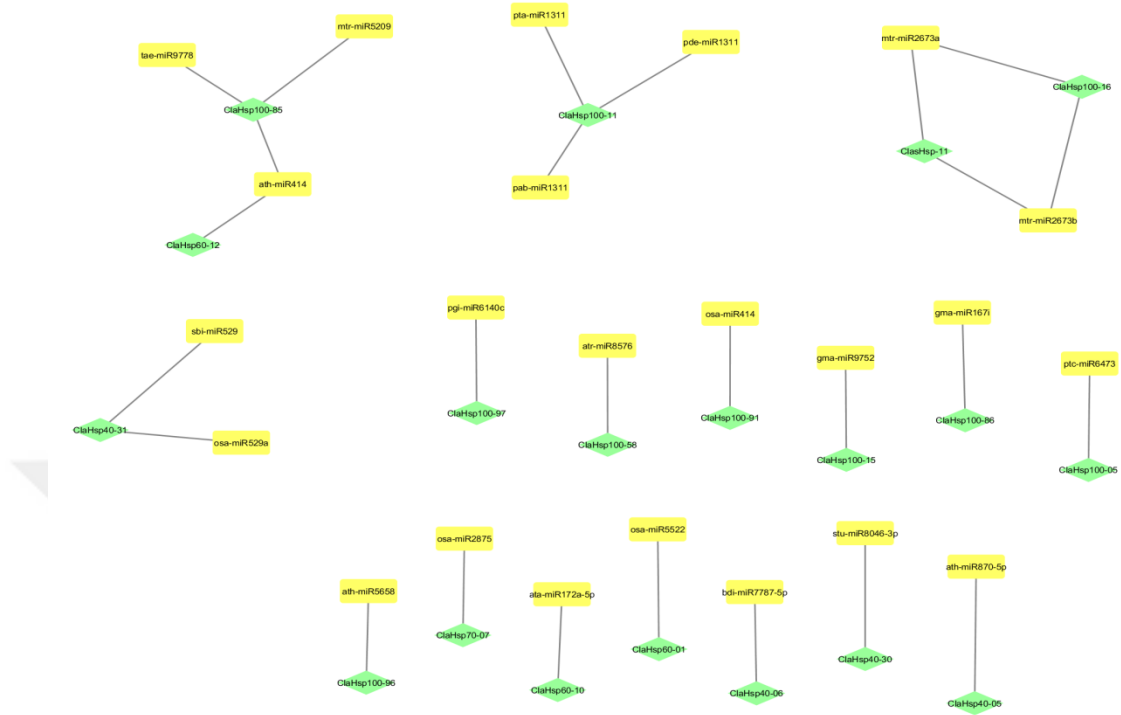 mtr-miR5209
tae-miR9778
ClaHsp100-85
ath-miR414
ClaHsp60-12
pta-miR1311
pde-miR1311
ClaHsp100-11
pab-miR1311
mtr-miR2673a
ClaHsp100-16
ClasHsp-11
mtr-miR2673b
sbi-miR529
ClaHsp40-31
osa-miR529a
pgi-miR6140c
ClaHsp100-97
atr-miR8576
ClaHsp100-58
osa-miR414
ClaHsp100-91
gma-miR9752
ClaHsp100-15
gma-miR167i
ClaHsp100-86
ptc-miR6473
ClaHsp100-05
ath-miR5658
ClaHsp100-96
osa-miR2875
ClaHsp70-07
ata-miR172a-5p
ClaHsp60-10
osa-miR5522
ClaHsp60-01
bdi-miR7787-5p
ClaHsp40-06
stu-miR8046-3p
ClaHsp40-30
ath-miR870-5p
ClaHsp40-05